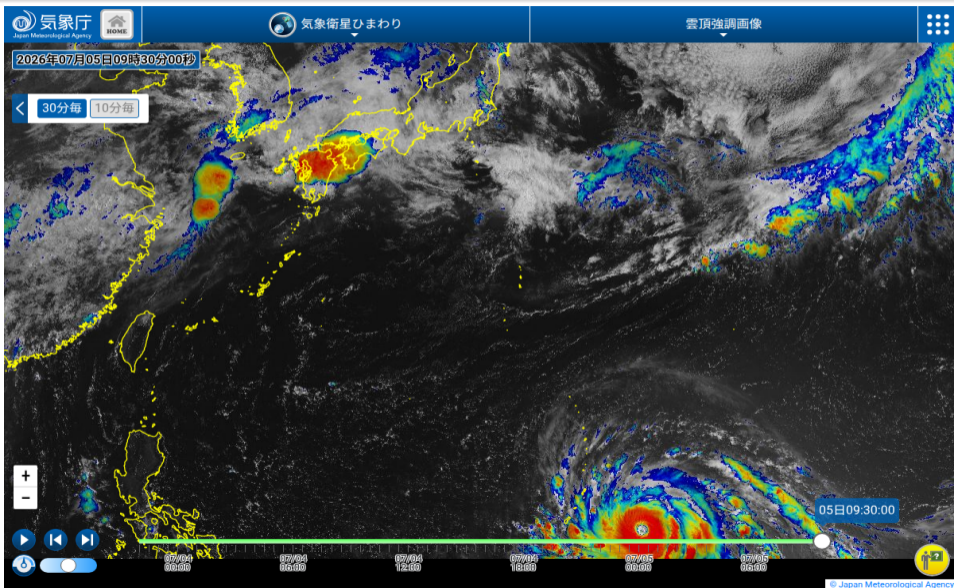 気象庁
Japan Meteorological Agency
HOME
気象衛星ひまわり
雲頂強調画像
2026年07月05日09時30分00秒
30分毎
10分毎
+
−
05日09:30:00
07/04
00:00
07/04
06:00
07/04
12:00
07/04
18:00
07/05
00:00
07/05
06:00
© Japan Meteorological Agency